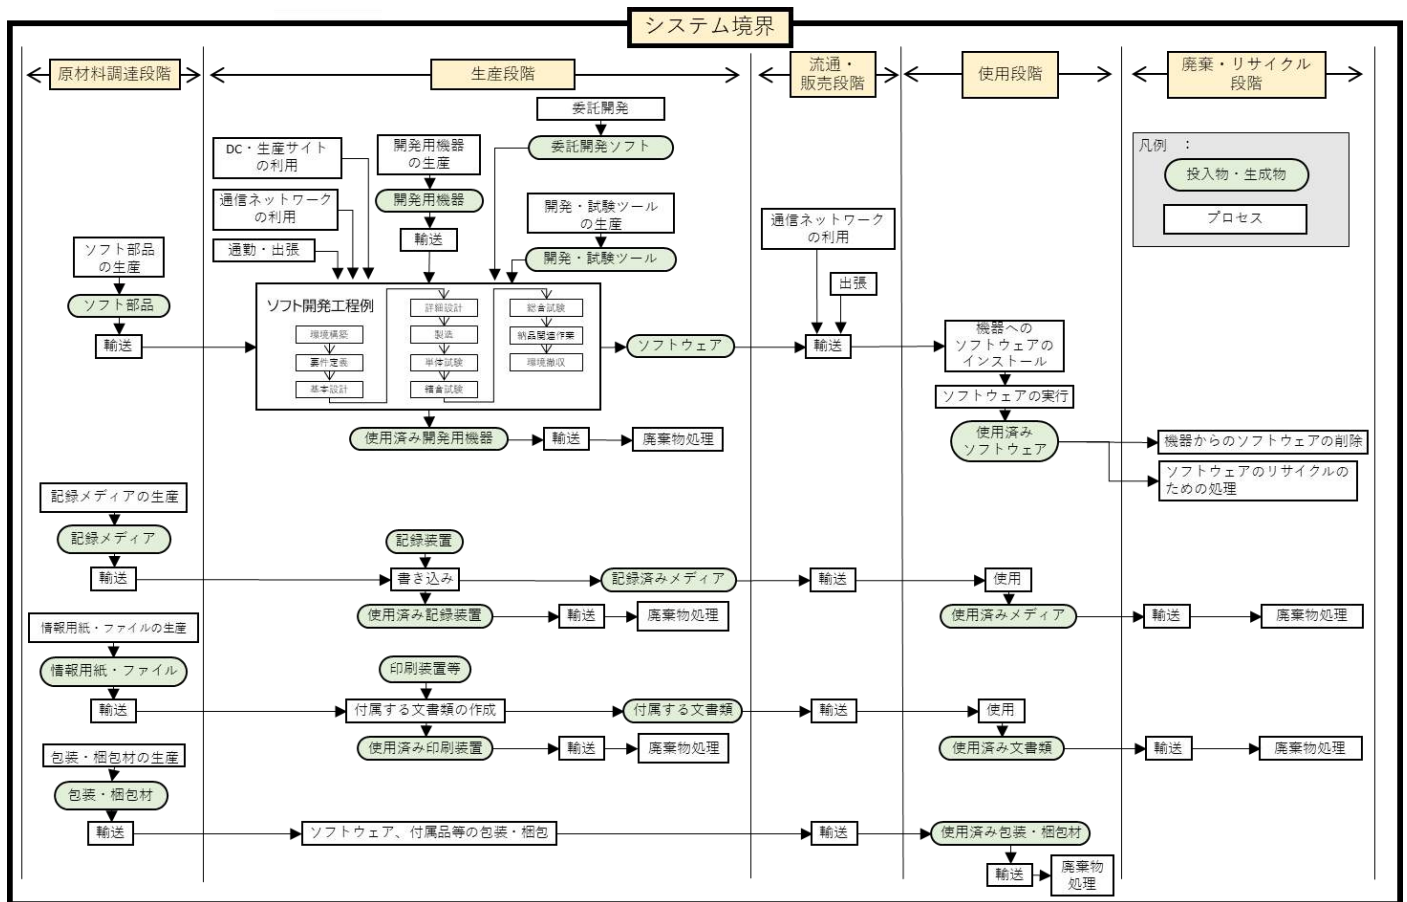 システム境界
原材料調達段階
生産段階
流通・
販売段階
使用段階
廃棄・リサイクル
段階
凡例　：
投入物・生成物
プロセス
委託開発
委託開発ソフト
DC・生産サイト
の利用
開発用機器
の生産
開発用機器
輸送
通信ネットワーク
の利用
通勤・出張
開発・試験ツール
の生産
開発・試験ツール
ソフト部品
の生産
ソフト部品
輸送
ソフト開発工程例
環境構築
要件定義
基本設計
詳細設計
製造
単体試験
結合試験
総合試験
納品関連作業
環境撤収
ソフトウェア
通信ネットワーク
の利用
出張
輸送
機器への
ソフトウェアの
インストール
ソフトウェアの実行
使用済み
ソフトウェア
機器からのソフトウェアの削除
ソフトウェアのリサイクルの
ための処理
使用済み開発用機器
輸送
廃棄物処理
記録メディアの生産
記録メディア
輸送
記録装置
書き込み
記録済みメディア
輸送
使用
使用済み記録装置
輸送
廃棄物処理
使用済みメディア
輸送
廃棄物処理
情報用紙・ファイルの生産
情報用紙・ファイル
輸送
印刷装置等
付属する文書類の作成
付属する文書類
輸送
使用
使用済み印刷装置
輸送
廃棄物処理
使用済み文書類
輸送
廃棄物処理
包装・梱包材の生産
包装・梱包材
輸送
ソフトウェア、付属品等の包装・梱包
輸送
使用済み包装・梱包材
輸送
廃棄物
処理